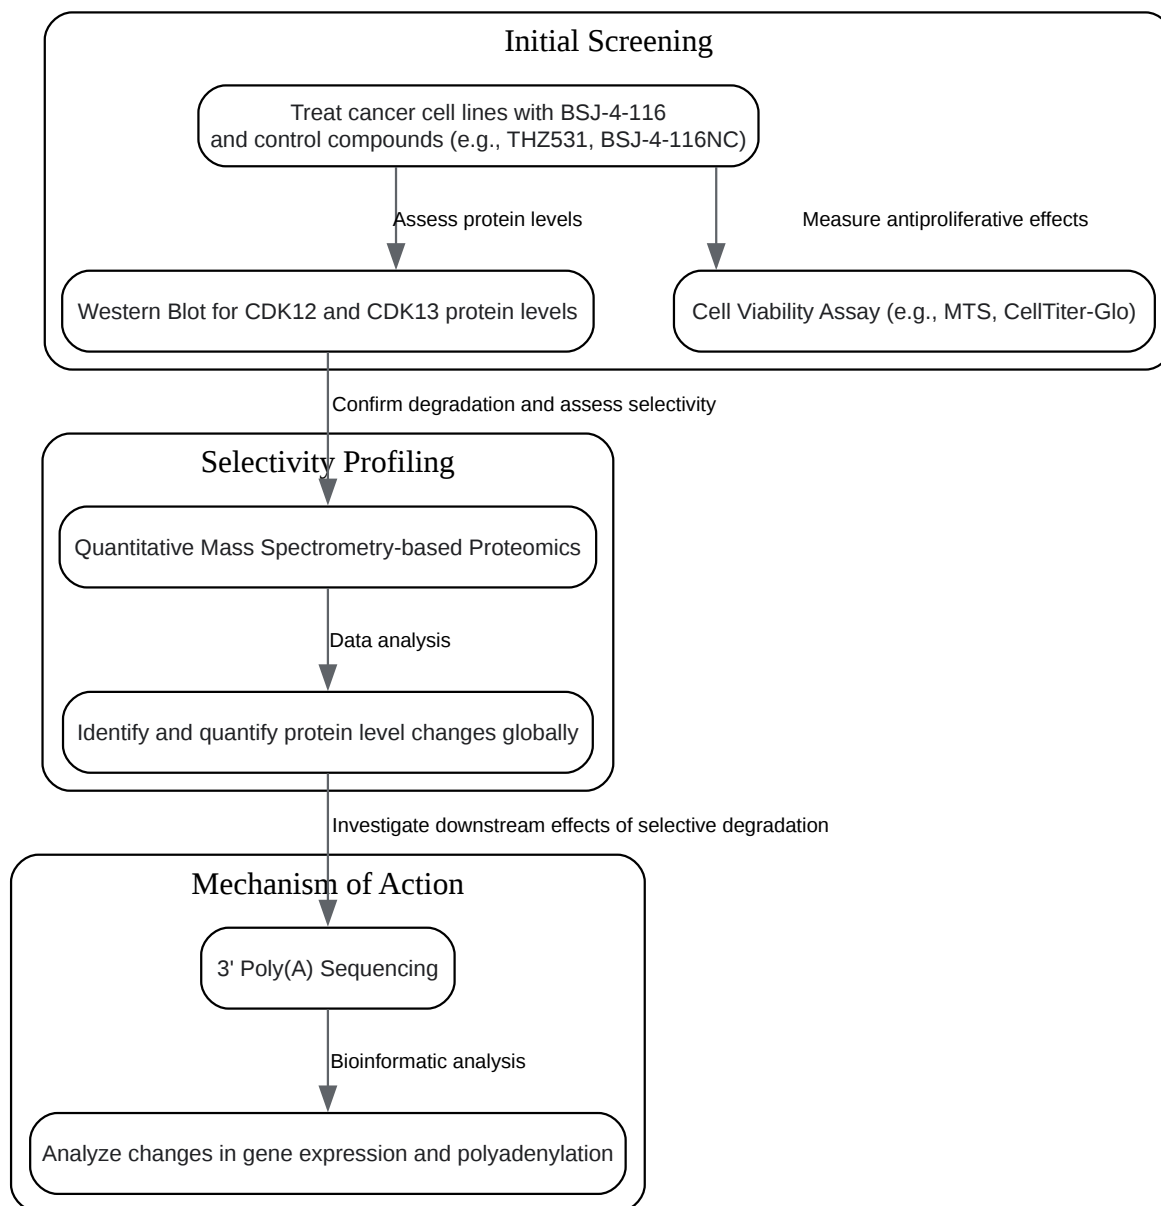 Initial Screening
Treat cancer cell lines with BSJ-4-116
and control compounds (e.g., THZ531, BSJ-4-116NC)
Assess protein levels
Measure antiproliferative effects
Western Blot for CDK12 and CDK13 protein levels
Cell Viability Assay (e.g., MTS, CellTiter-Glo)
Confirm degradation and assess selectivity
Selectivity Profiling
Quantitative Mass Spectrometry-based Proteomics
Data analysis
Identify and quantify protein level changes globally
Investigate downstream effects of selective degradation
Mechanism of Action
3' Poly(A) Sequencing
Bioinformatic analysis
Analyze changes in gene expression and polyadenylation